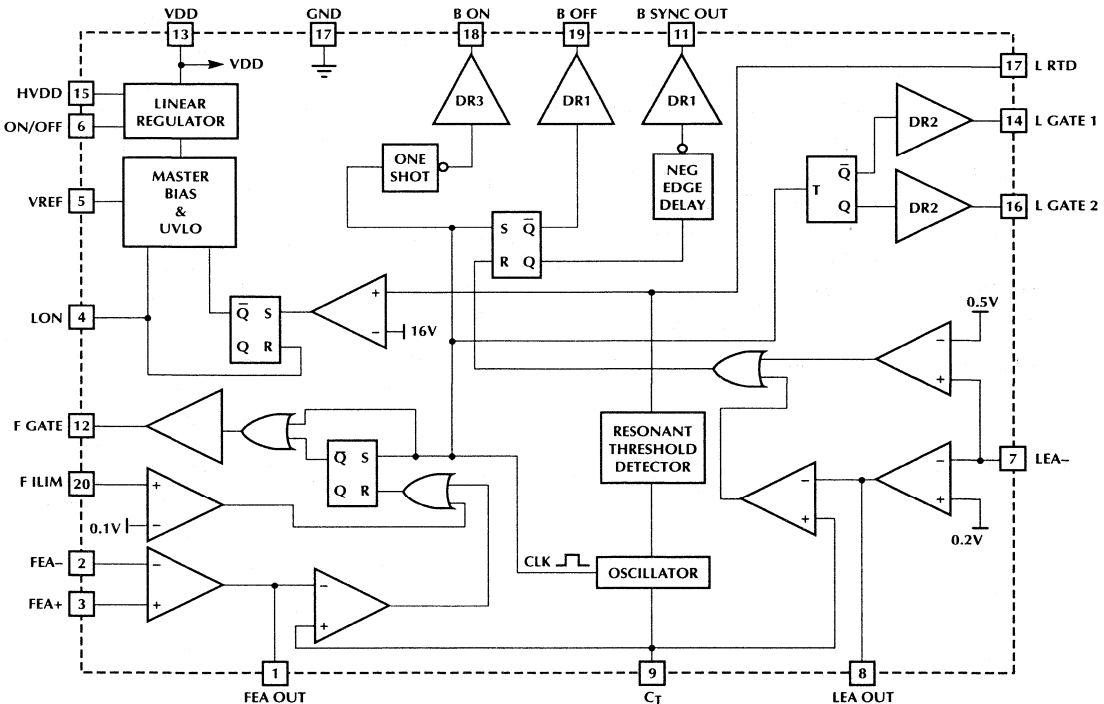 VDD
GND
B ON
B OFF
B SYNC OUT
13
17
18
19
11
VDD
17
L RTD
HVDD
15
LINEAR
REGULATOR
ON/OFF
6
DR3
DR1
DR1
DR2
14
L GATE 1
ONE
SHOT
NEG
EDGE
DELAY
T
Q̅
Q
DR2
16
L GATE 2
VREF
5
MASTER
BIAS
&
UVLO
S
Q̅
R
Q
LON
4
Q̅
S
Q
R
+
−
16V
0.5V
−
+
F GATE
12
Q̅
S
Q
R
RESONANT
THRESHOLD
DETECTOR
F ILIM
20
+
−
0.1V
−
+
7
LEA−
−
+
0.2V
FEA−
2
−
FEA+
3
+
−
+
CLK
OSCILLATOR
1
9
8
FEA OUT
CT
LEA OUT